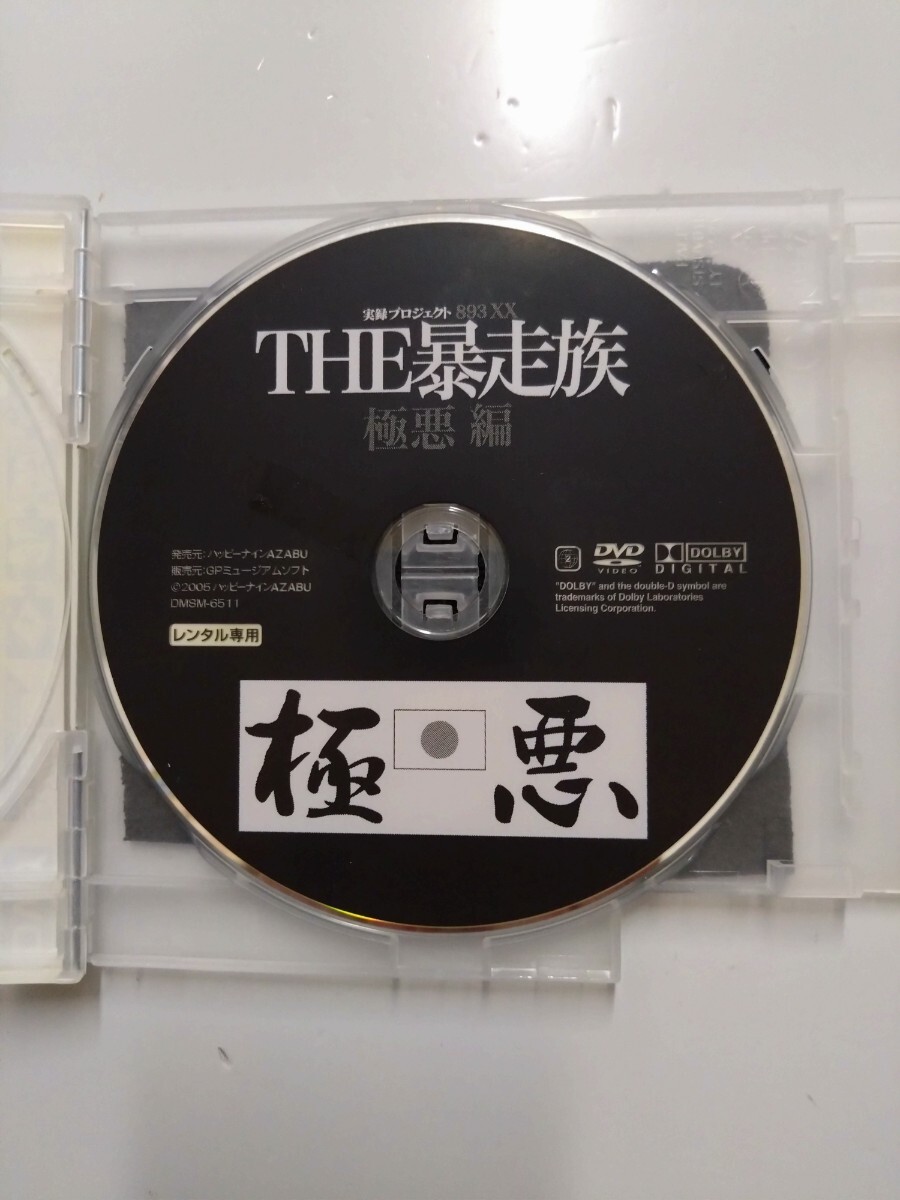 実録プロジェクト 893 XX
THE暴走族
極悪 編
発売元:ハッピーナインAZABU
販売元:GPミュージアムソフト
©2005 ハッピーナインAZABU
DMSM-6511
レンタル専用
2
DVD
VIDEO
DOLBY
DIGITAL
"DOLBY" and the double-D symbol are
trademarks of Dolby Laboratories
Licensing Corporation.
極 悪